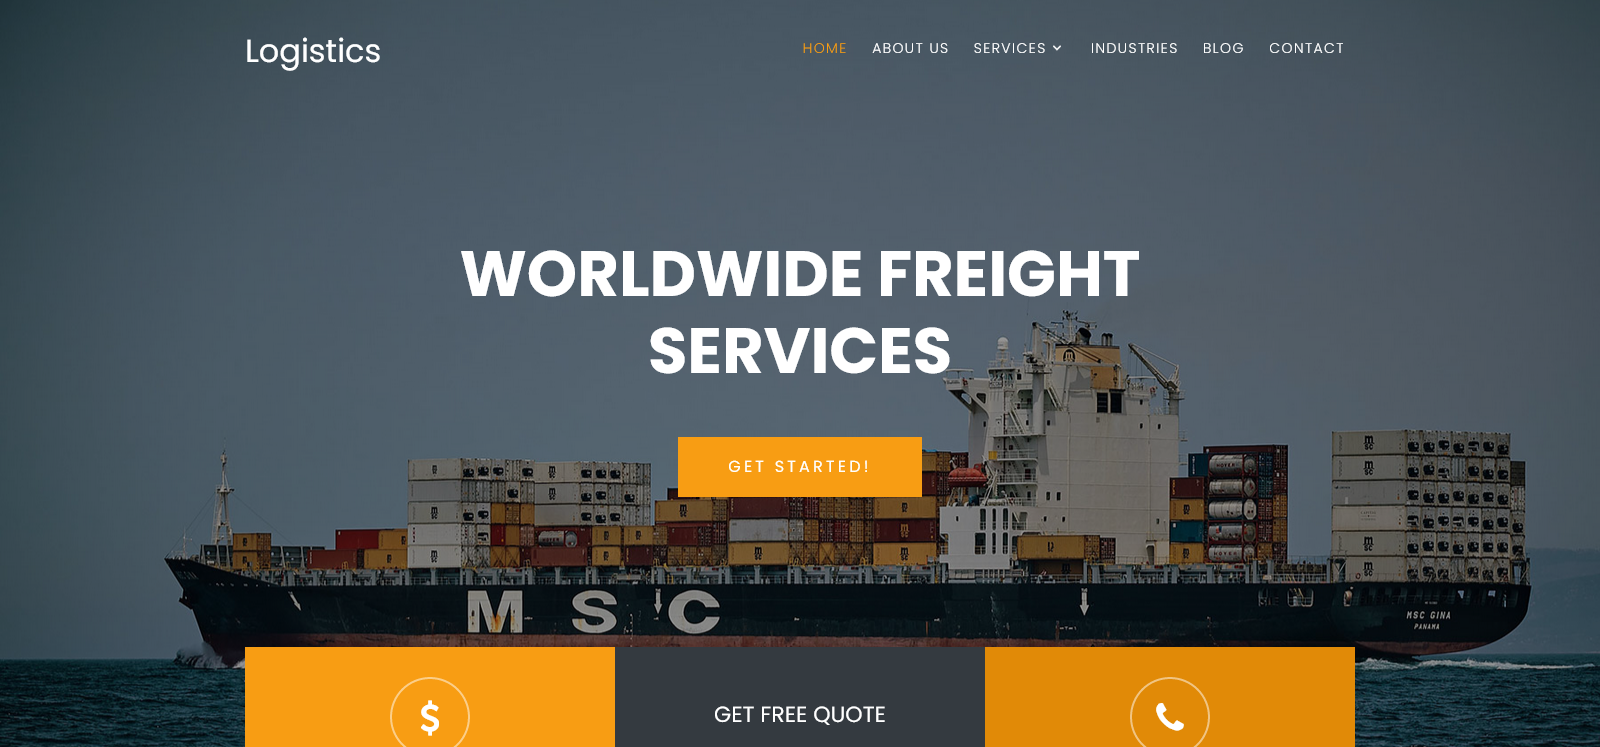 Logistics
HOME ABOUT US SERVICES INDUSTRIES BLOG CONTACT
WORLDWIDE FREIGHT
SERVICES
GET STARTED!
M S C
MSC GINA
PANAMA
$
GET FREE QUOTE